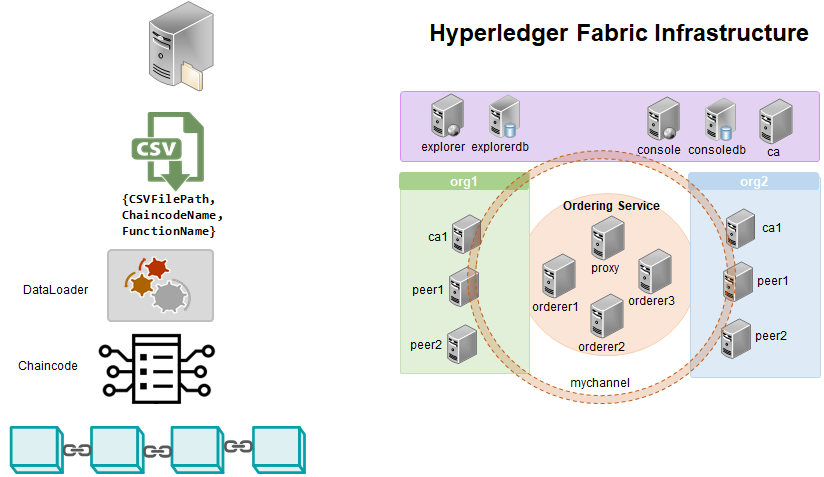 Hyperledger Fabric Infrastructure
CSV
{CSVFilePath,
ChaincodeName,
FunctionName}
DataLoader
Chaincode
explorer
explorerdb
console
consoledb
ca
org1
org2
Ordering Service
ca1
peer1
peer2
proxy
orderer1
orderer3
orderer2
ca1
peer1
peer2
mychannel